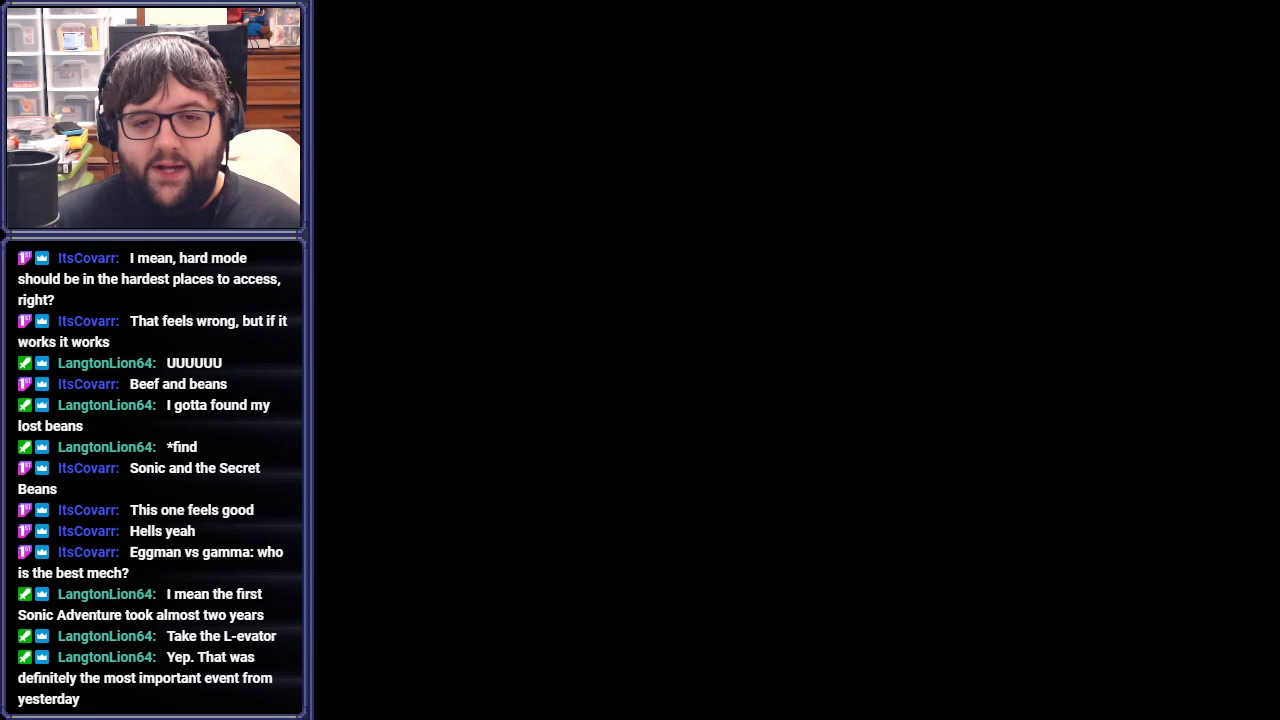 ItsCovarr: I mean, hard mode
should be in the hardest places to access,
right?
ItsCovarr: That feels wrong, but if it
works it works
LangtonLion64: UUUUUU
ItsCovarr: Beef and beans
LangtonLion64: I gotta found my
lost beans
LangtonLion64: *find
ItsCovarr: Sonic and the Secret
Beans
ItsCovarr: This one feels good
ItsCovarr: Hells yeah
ItsCovarr: Eggman vs gamma: who
is the best mech?
LangtonLion64: I mean the first
Sonic Adventure took almost two years
LangtonLion64: Take the L-evator
LangtonLion64: Yep. That was
definitely the most important event from
yesterday